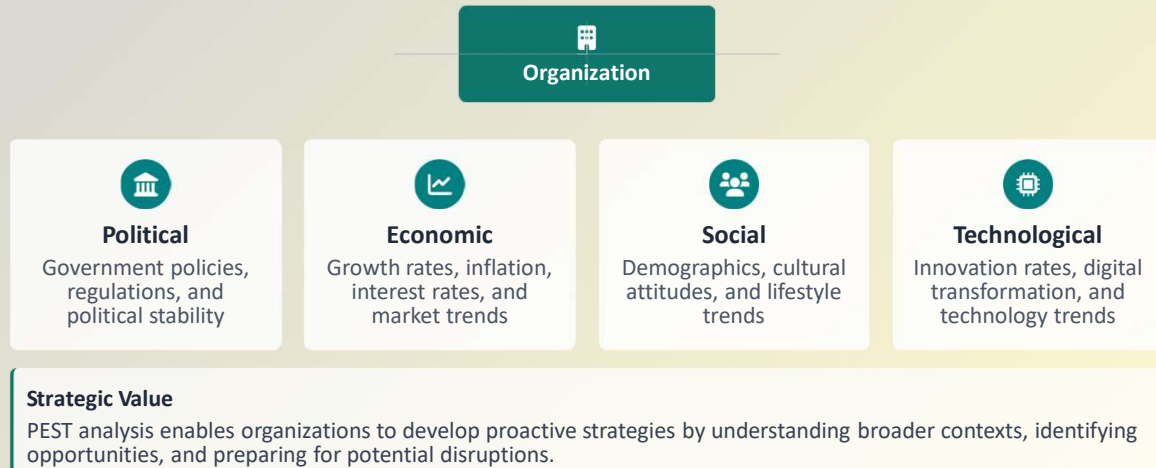 Organization
Political
Government policies,
regulations, and
political stability
Economic
Growth rates, inflation,
interest rates, and
market trends
Social
Demographics, cultural
attitudes, and lifestyle
trends
Technological
Innovation rates, digital
transformation, and
technology trends
Strategic Value
PEST analysis enables organizations to develop proactive strategies by understanding broader contexts, identifying
opportunities, and preparing for potential disruptions.